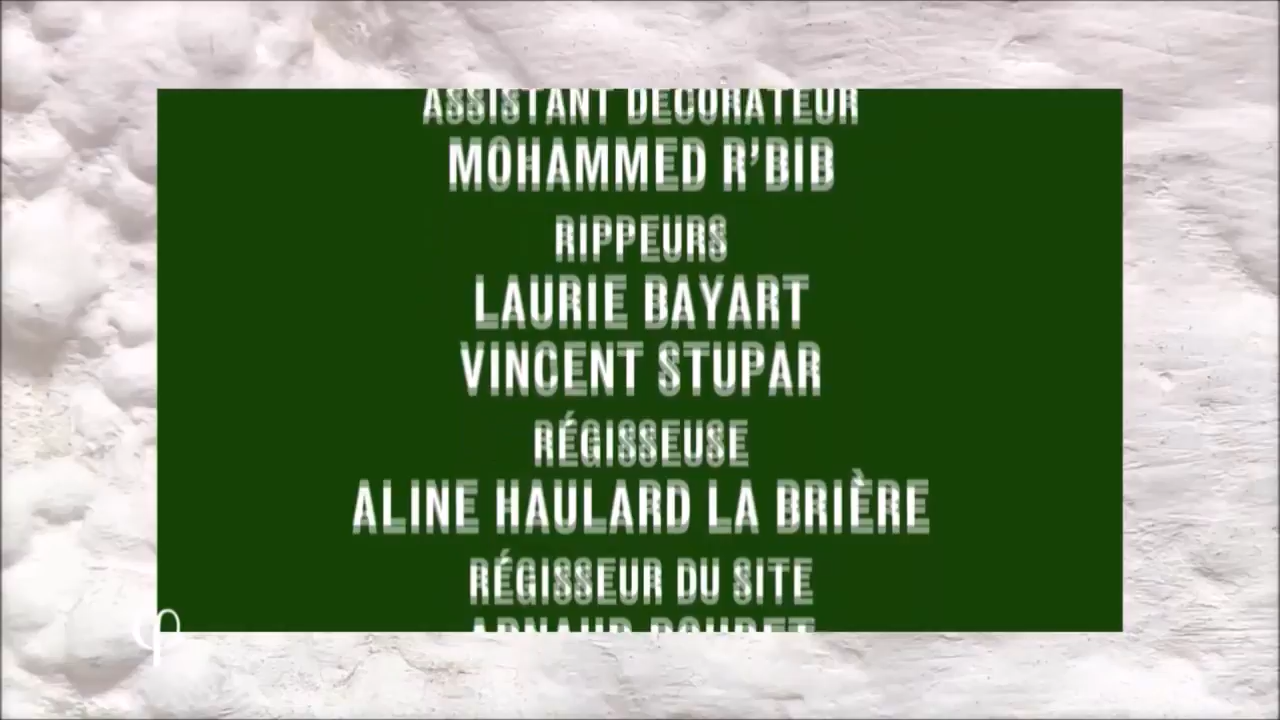 ASSISTANT DÉCORATEUR
MOHAMMED R'BIB
RIPPEURS
LAURIE BAYART
VINCENT STUPAR
RÉGISSEUSE
ALINE HAULARD LA BRIÈRE
RÉGISSEUR DU SITE
φ